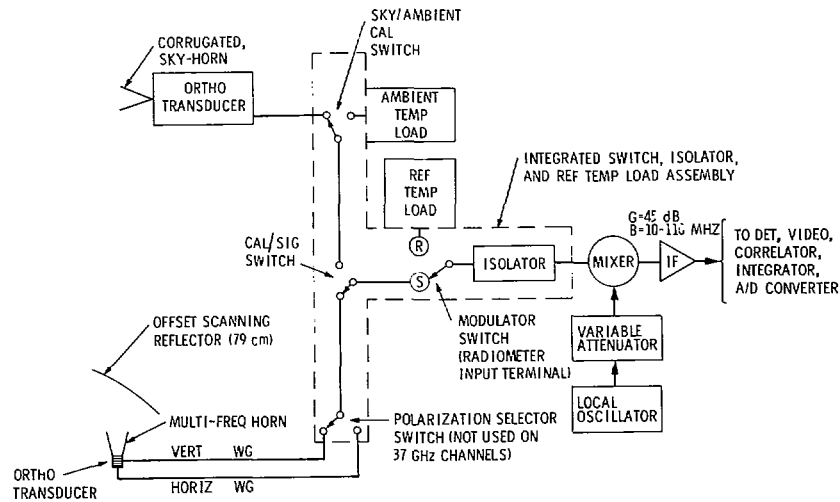 SKY/AMBIENT
CAL
SWITCH
CORRUGATED,
SKY-HORN
ORTHO
TRANSDUCER
AMBIENT
TEMP
LOAD
REF
TEMP
LOAD
INTEGRATED SWITCH, ISOLATOR,
AND REF TEMP LOAD ASSEMBLY
G=45 dB
B=10-110 MHZ
R
CAL/SIG
SWITCH
S
ISOLATOR
MIXER
IF
TO DET, VIDEO,
CORRELATOR,
INTEGRATOR,
A/D CONVERTER
OFFSET SCANNING
REFLECTOR (79 cm)
MODULATOR
SWITCH
(RADIOMETER
INPUT TERMINAL)
VARIABLE
ATTENUATOR
LOCAL
OSCILLATOR
MULTI-FREQ HORN
POLARIZATION SELECTOR
SWITCH (NOT USED ON
37 GHz CHANNELS)
VERT WG
ORTHO
TRANSDUCER
HORIZ WG